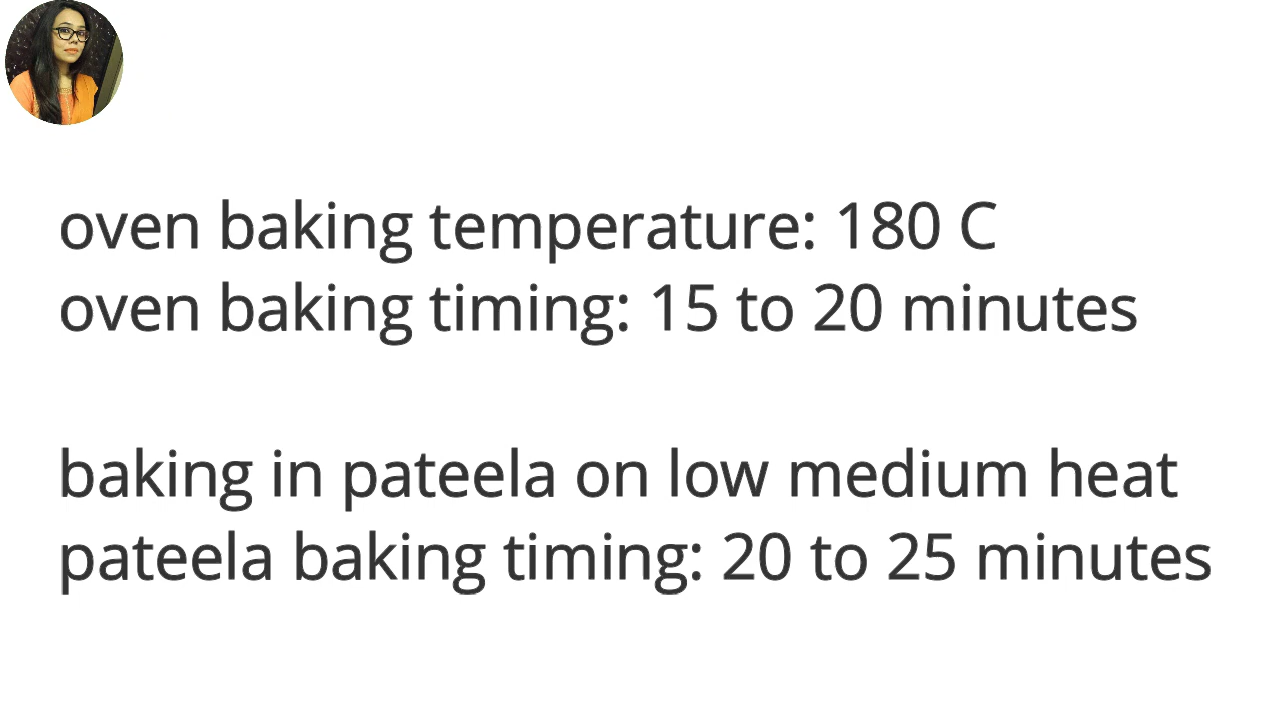 oven baking temperature: 180 C
oven baking timing: 15 to 20 minutes
baking in pateela on low medium heat
pateela baking timing: 20 to 25 minutes